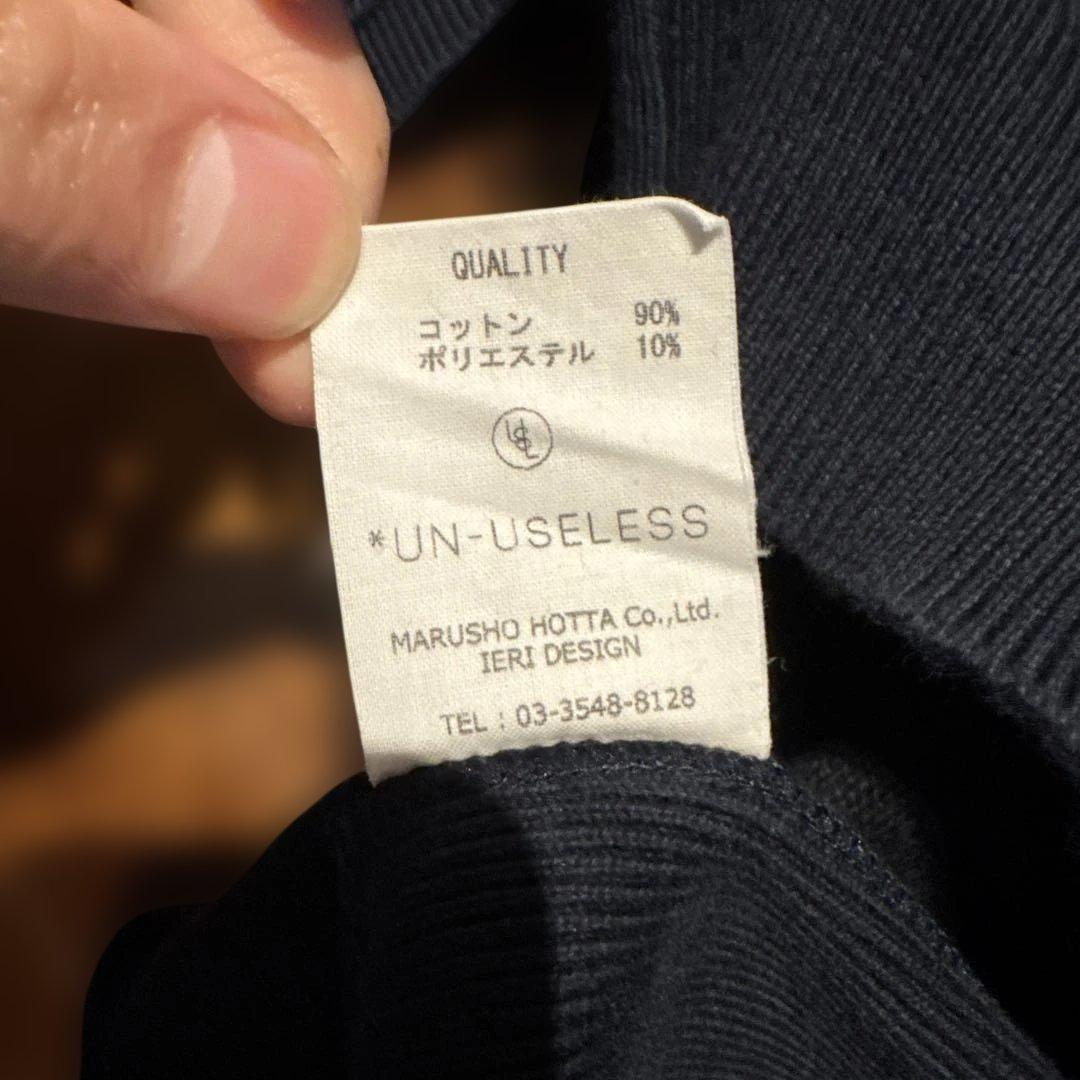 QUALITY
コットン 90%
ポリエステル 10%
USL
*UN-USELESS
MARUSHO HOTTA Co.,Ltd.
IERI DESIGN
TEL : 03-3548-8128